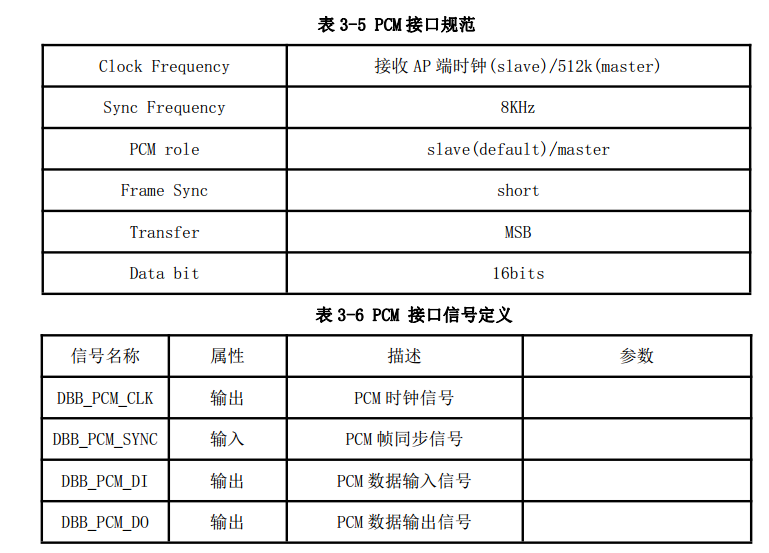 表 3-5 PCM 接口规范
Clock Frequency 接收 AP 端时钟(slave)/512k(master)
Sync Frequency 8KHz
PCM role slave(default)/master
Frame Sync short
Transfer MSB
Data bit 16bits
表 3-6 PCM 接口信号定义
信号名称 属性 描述 参数
DBB_PCM_CLK 输出 PCM 时钟信号
DBB_PCM_SYNC 输入 PCM 帧同步信号
DBB_PCM_DI 输出 PCM 数据输入信号
DBB_PCM_DO 输出 PCM 数据输出信号